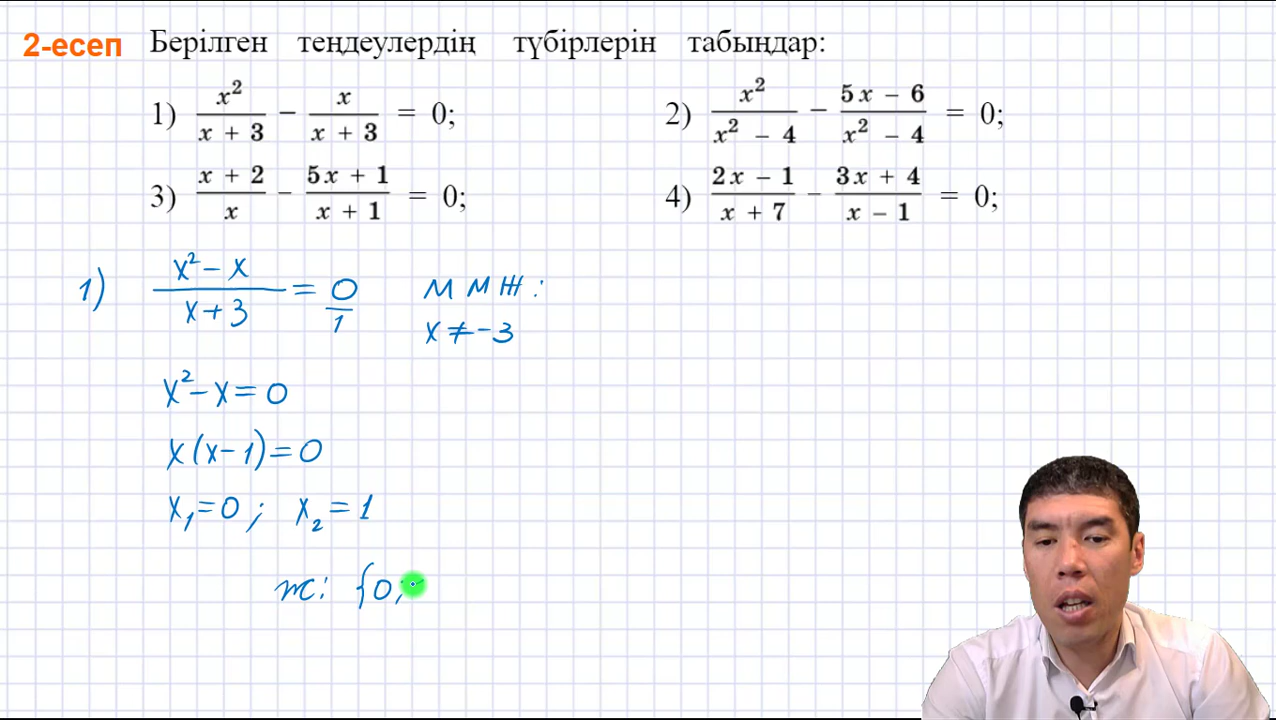 2-есеп Берілген теңдеулердің түбірлерін табыңдар:
1) x²/(x + 3) − x/(x + 3) = 0;
2) x²/(x² − 4) − (5x − 6)/(x² − 4) = 0;
3) (x + 2)/x − (5x + 1)/(x + 1) = 0;
4) (2x − 1)/(x + 7) − (3x + 4)/(x − 1) = 0;
1) (x² − x)/(x + 3) = 0/1
ММЖ:
x ≠ −3
x² − x = 0
x(x − 1) = 0
x₁ = 0; x₂ = 1
ж: {0;